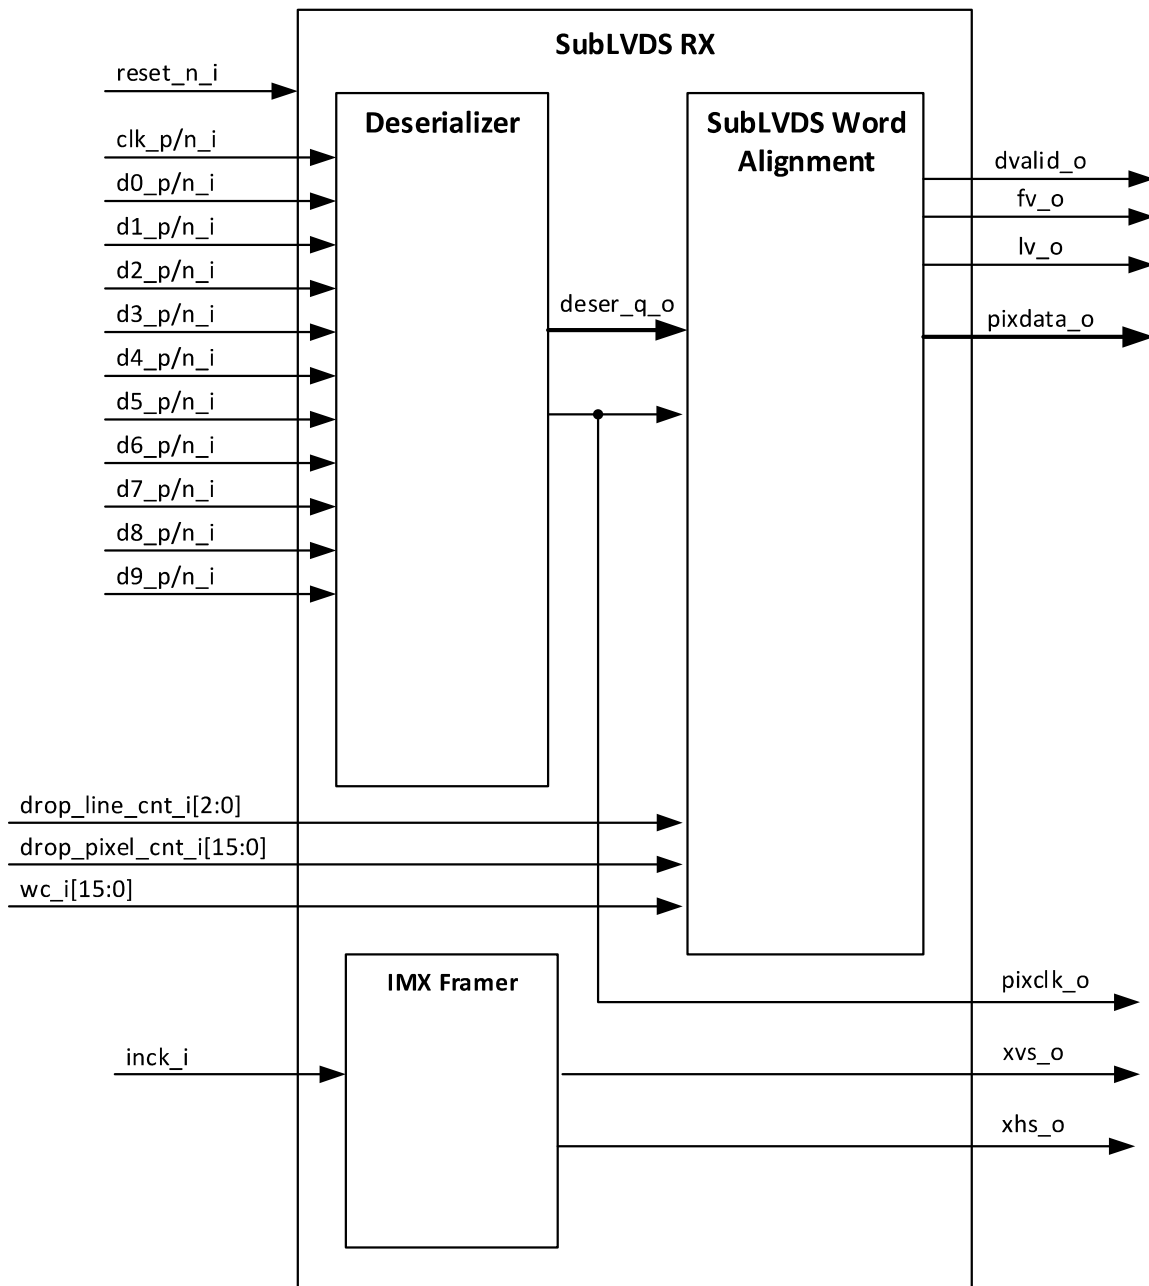 SubLVDS RX
reset_n_i
Deserializer
SubLVDS Word
Alignment
clk_p/n_i
d0_p/n_i
d1_p/n_i
d2_p/n_i
d3_p/n_i
d4_p/n_i
d5_p/n_i
d6_p/n_i
d7_p/n_i
d8_p/n_i
d9_p/n_i
deser_q_o
dvalid_o
fv_o
lv_o
pixdata_o
drop_line_cnt_i[2:0]
drop_pixel_cnt_i[15:0]
wc_i[15:0]
IMX Framer
inck_i
pixclk_o
xvs_o
xhs_o